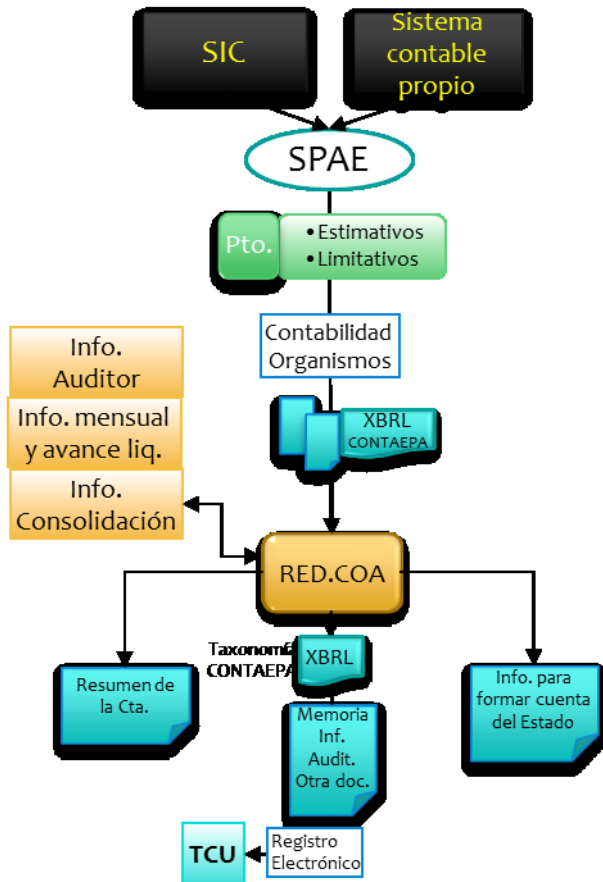 SIC
Sistema
contable
propio
SPAE
Pto.
•Estimativos
•Limitativos
Contabilidad
Organismos
Info.
Auditor
Info. mensual
y avance liq.
Info.
Consolidación
XBRL
CONTAEPA
RED.COA
Taxonomía
CONTAEPA
XBRL
Resumen de
la Cta.
Memoria
Inf.
Audit.
Otra doc.
Info. para
formar cuenta
del Estado
TCU
Registro
Electrónico